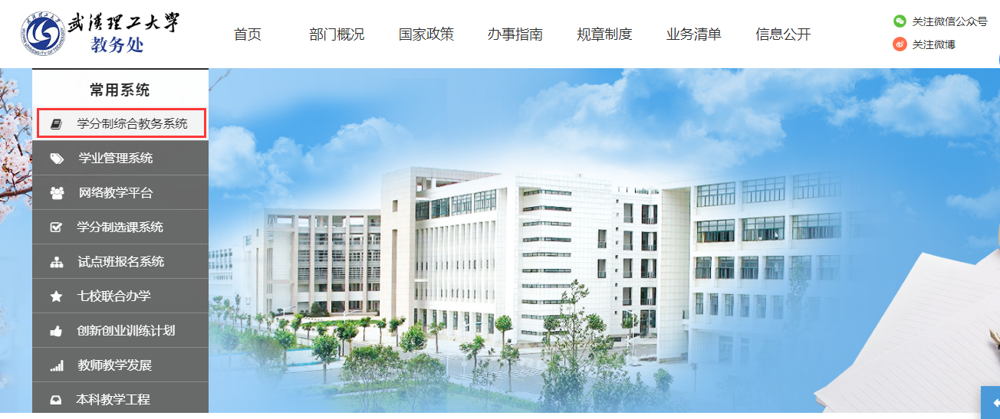 武汉理工大学
教务处
首页
部门概况
国家政策
办事指南
规章制度
业务清单
信息公开
关注微信公众号
关注微博
常用系统
学分制综合教务系统
学业管理系统
网络教学平台
学分制选课系统
试点班报名系统
七校联合办学
创新创业训练计划
教师教学发展
本科教学工程